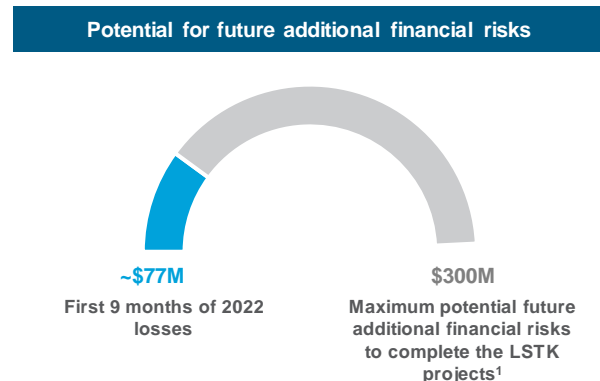 Potential for future additional financial risks
~$77M
First 9 months of 2022
losses
$300M
Maximum potential future
additional financial risks
to complete the LSTK
projects¹